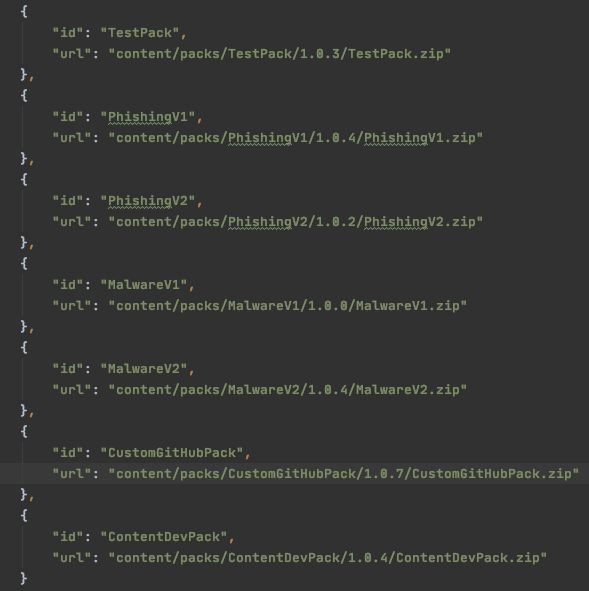 {
"id": "TestPack",
"url": "content/packs/TestPack/1.0.3/TestPack.zip"
},
{
"id": "PhishingV1",
"url": "content/packs/PhishingV1/1.0.4/PhishingV1.zip"
},
{
"id": "PhishingV2",
"url": "content/packs/PhishingV2/1.0.2/PhishingV2.zip"
},
{
"id": "MalwareV1",
"url": "content/packs/MalwareV1/1.0.0/MalwareV1.zip"
},
{
"id": "MalwareV2",
"url": "content/packs/MalwareV2/1.0.4/MalwareV2.zip"
},
{
"id": "CustomGitHubPack",
"url": "content/packs/CustomGitHubPack/1.0.7/CustomGitHubPack.zip"
},
{
"id": "ContentDevPack",
"url": "content/packs/ContentDevPack/1.0.4/ContentDevPack.zip"
}